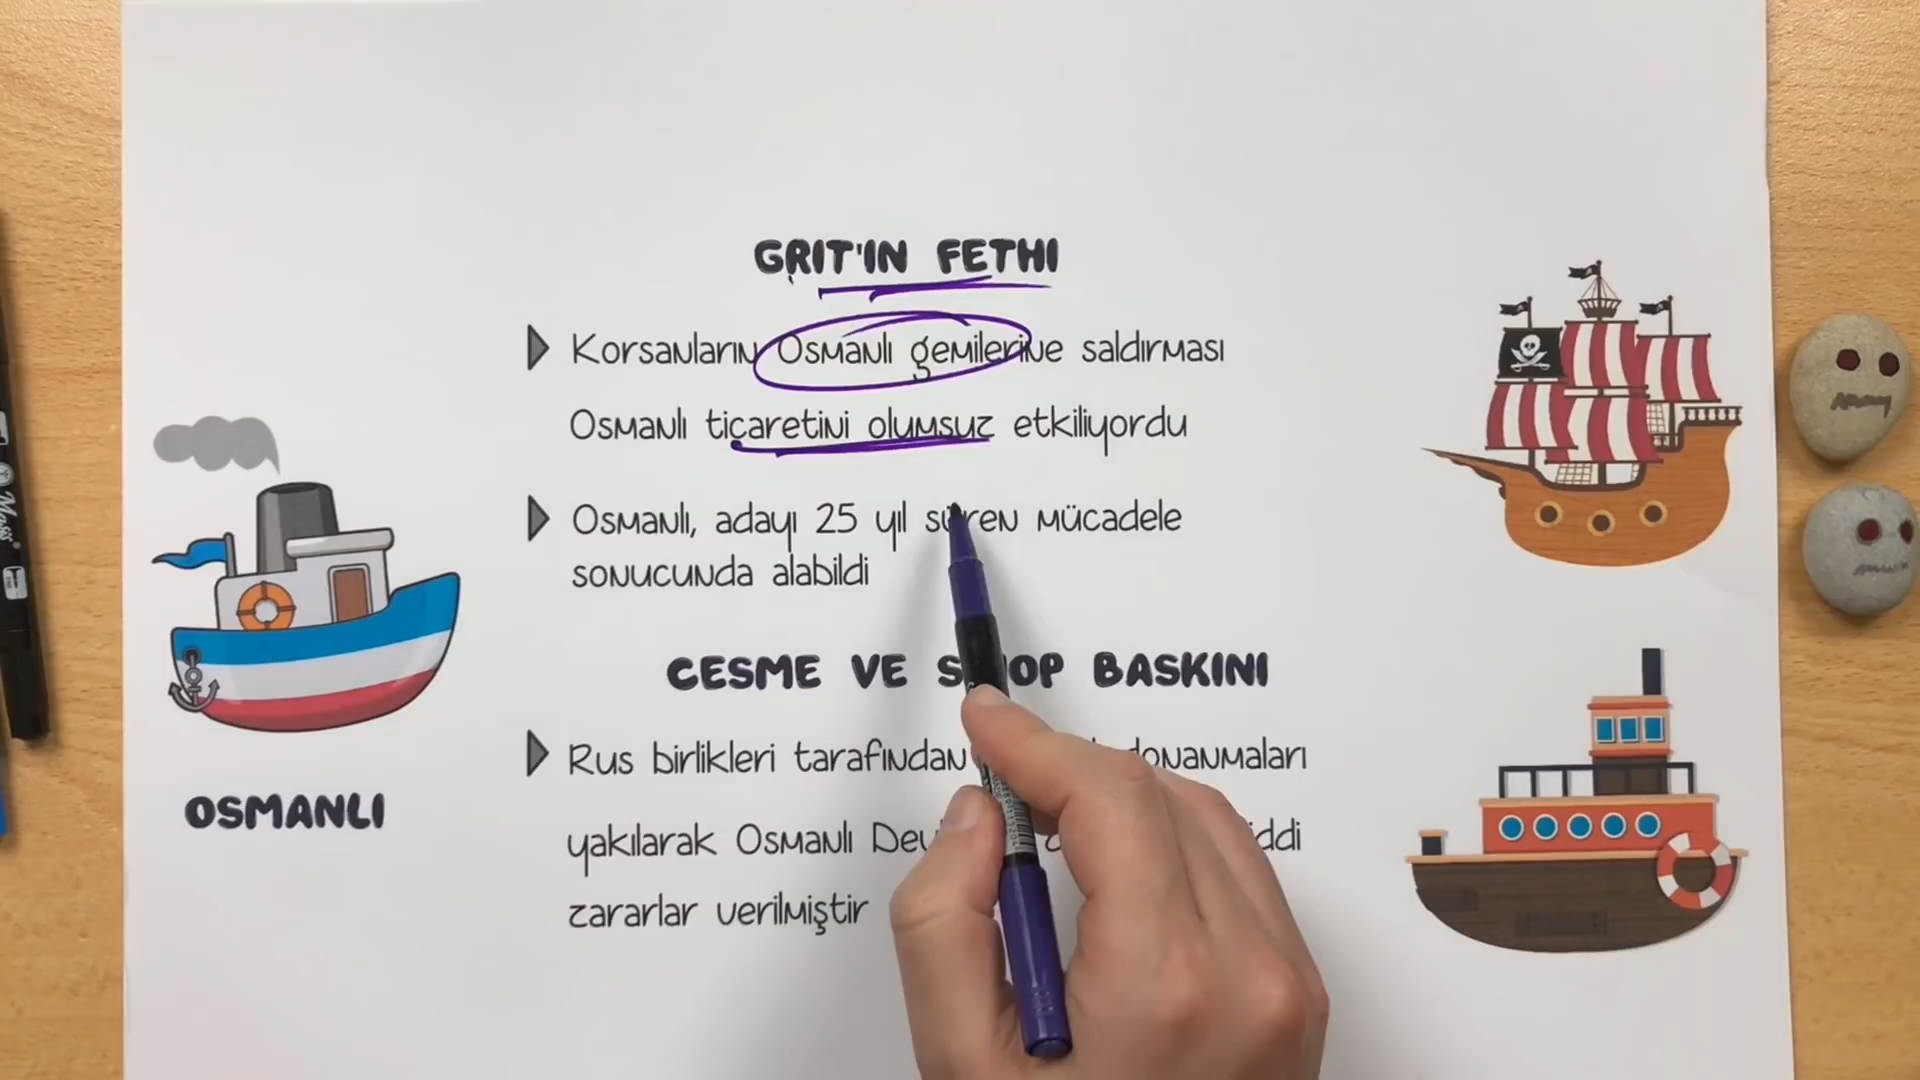 GRIT'IN FETHI
Korsanların Osmanlı gemilerine saldırması
Osmanlı ticaretini olumsuz etkiliyordu
Osmanlı, adayı 25 yıl süren mücadele
sonucunda alabildi
CESME VE BASKINI
Rus birlikleri tarafından
yakılarak Osmanlı
zararlar verilmiştir
OSMANLI